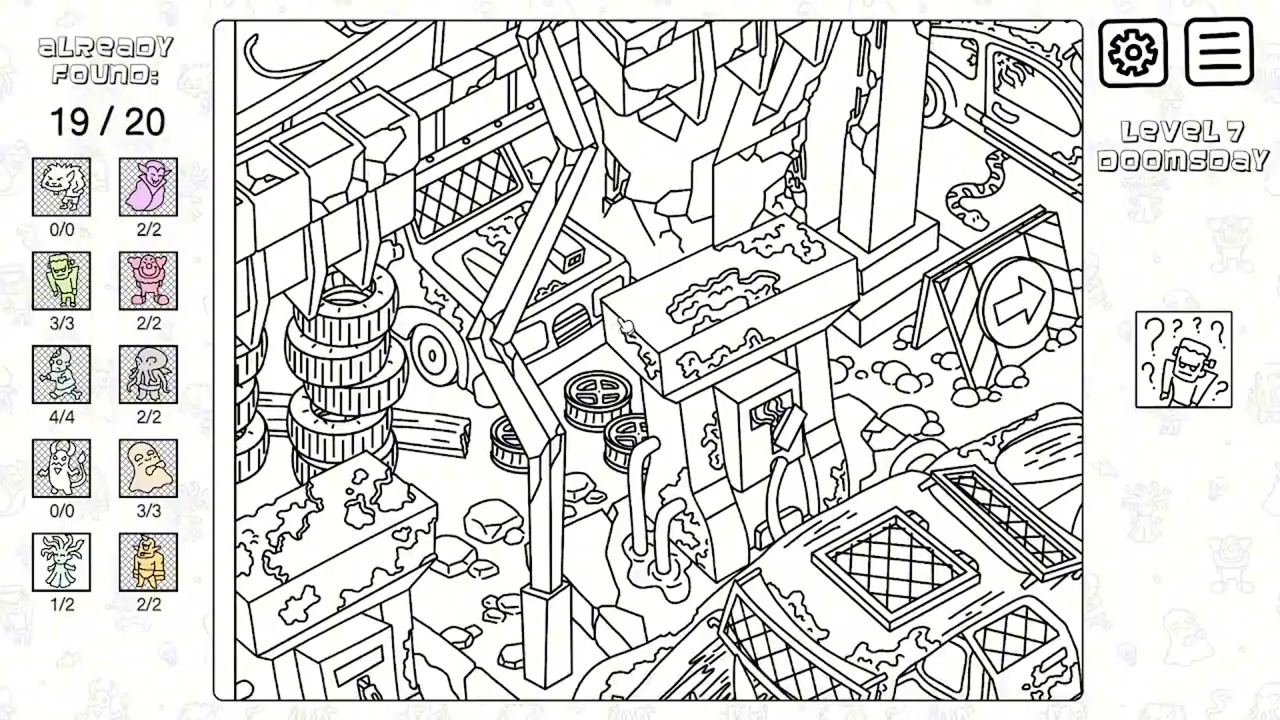 ALREADY
FOUND:
19 / 20
0/0
2/2
3/3
2/2
4/4
2/2
0/0
3/3
1/2
2/2
LEVEL 7
DOOMSDAY
? ? ? ?
? ?